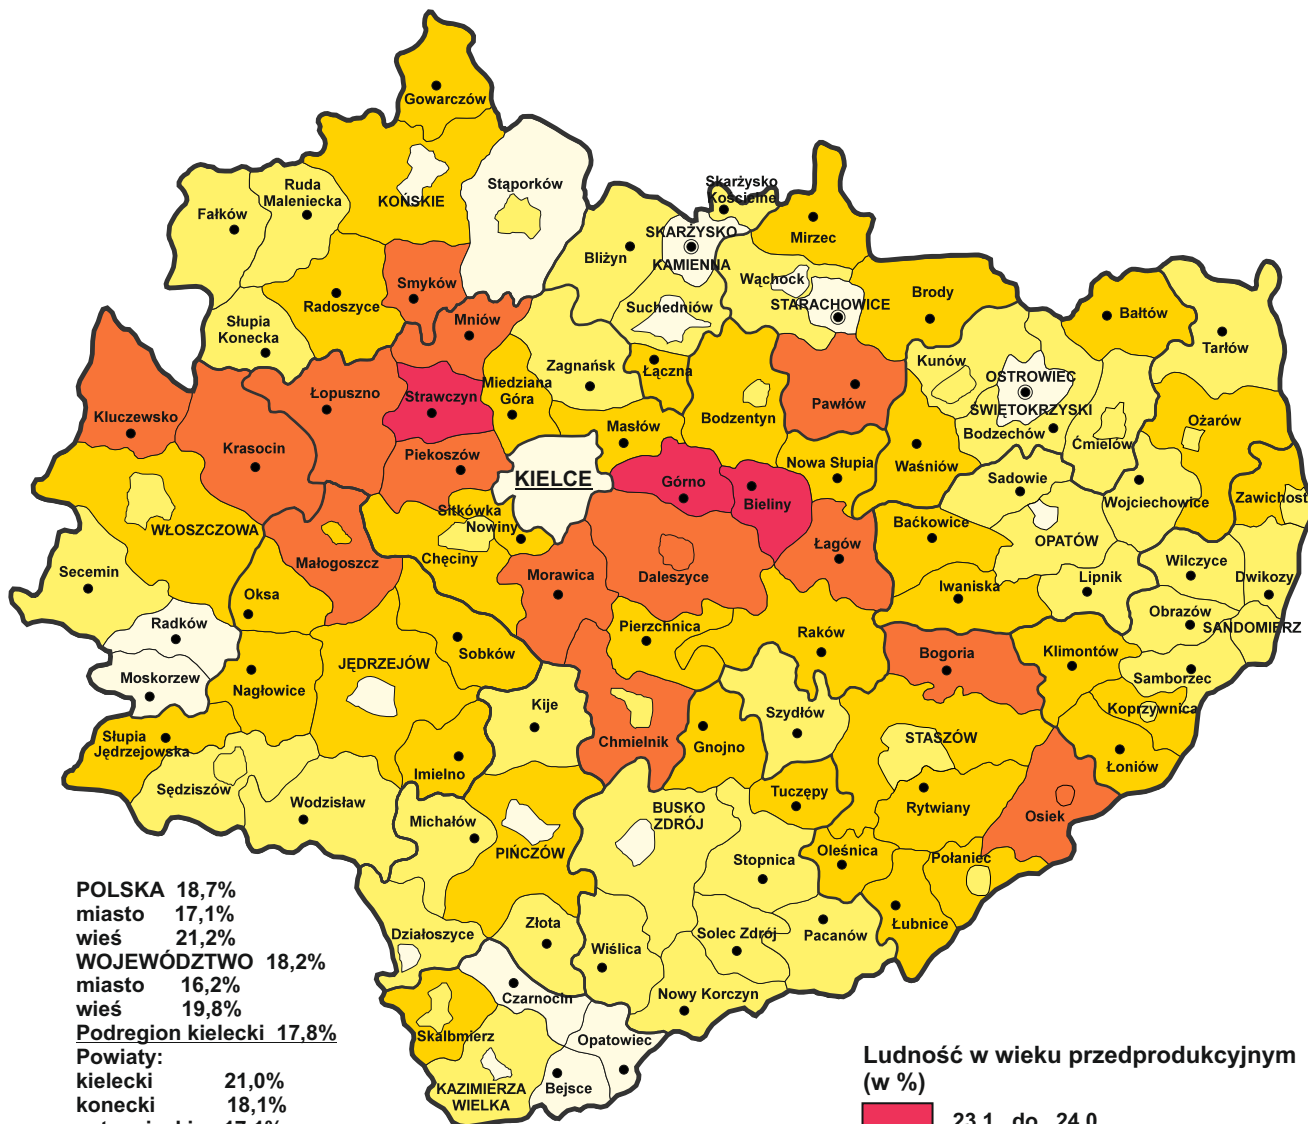 Gowarczów
Ruda
Maleniecka
KOŃSKIE
Stąporków
Fałków
Skarżysko
Kościelne
SKARŻYSKO
KAMIENNA
Mirzec
Bliżyn
Wąchock
Suchedniów
STARACHOWICE
Brody
Bałtów
Tarłów
Radoszyce
Smyków
Słupia
Konecka
Mniów
Zagnańsk
Łączna
Kunów
OSTROWIEC
ŚWIĘTOKRZYSKI
Bodzechów
Ćmielów
Ożarów
Kluczewsko
Krasocin
Łopuszno
Strawczyn
Miedziana
Góra
Masłów
Bodzentyn
Pawłów
Nowa Słupia
Waśniów
Sadowie
Wojciechowice
Zawichost
Piekoszów
KIELCE
Górno
Bieliny
WŁOSZCZOWA
Małogoszcz
Sitkówka
Nowiny
Chęciny
Morawica
Daleszyce
Łagów
Baćkowice
OPATÓW
Iwaniska
Lipnik
Wilczyce
Dwikozy
Obrazów
SANDOMIERZ
Secemin
Oksa
Radków
Moskorzew
Nagłowice
JĘDRZEJÓW
Sobków
Pierzchnica
Raków
Bogoria
Klimontów
Samborzec
Koprzywnica
Łoniów
Słupia
Jędrzejowska
Sędziszów
Wodzisław
Imielno
Kije
Chmielnik
Gnojno
Szydłów
STASZÓW
Rytwiany
Osiek
Tuczępy
Michałów
PIŃCZÓW
BUSKO
ZDRÓJ
Stopnica
Oleśnica
Połaniec
Łubnice
Pacanów
Działoszyce
Złota
Wiślica
Solec Zdrój
Nowy Korczyn
Czarnocin
Opatowiec
Skalbmierz
KAZIMIERZA
WIELKA
Bejsce
POLSKA 18,7%
miasto 17,1%
wieś 21,2%
WOJEWÓDZTWO 18,2%
miasto 16,2%
wieś 19,8%
Podregion kielecki 17,8%
Powiaty:
kielecki 21,0%
konecki 18,1%
Ludność w wieku przedprodukcyjnym
(w %)
23,1 do 24,0